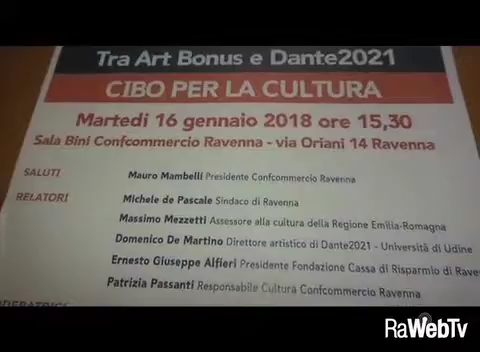 Tra Art Bonus e Dante2021
CIBO PER LA CULTURA
Martedì 16 gennaio 2018 ore 15,30
Sala Bini Confcommercio Ravenna - via Oriani 14 Ravenna
SALUTI Mauro Mambelli Presidente Confcommercio Ravenna
RELATORI Michele de Pascale Sindaco di Ravenna
Massimo Mezzetti Assessore alla cultura della Regione Emilia-Romagna
Domenico De Martino Direttore artistico di Dante2021 - Università di Udine
Ernesto Giuseppe Alfieri Presidente Fondazione Cassa di Risparmio di Rave
Patrizia Passanti Responsabile Cultura Confcommercio Ravenna
RaWebTv